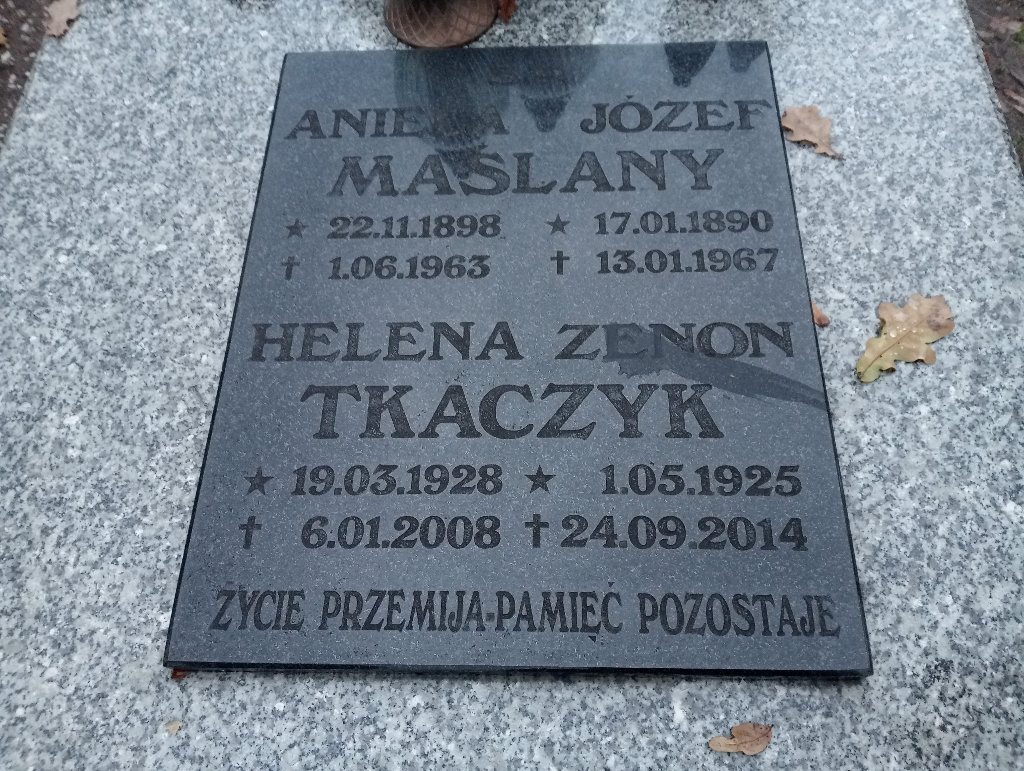 ANIELA JÓZEF
MAŚLANY
★ 22.11.1898 ★ 17.01.1890
† 1.06.1963 † 13.01.1967
HELENA ZENON
TKACZYK
★ 19.03.1928 ★ 1.05.1925
† 6.01.2008 † 24.09.2014
ŻYCIE PRZEMIJA-PAMIĘĆ POZOSTAJE